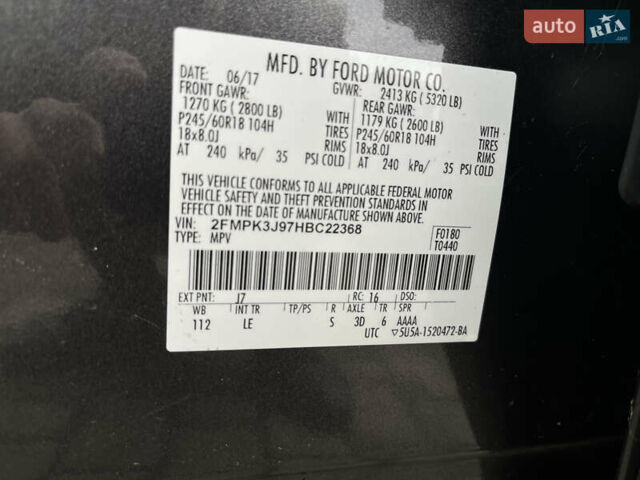 auto RIA.com
MFD. BY FORD MOTOR CO.
DATE: 06/17 GVWR: 2413 KG ( 5320 LB)
FRONT GAWR: REAR GAWR:
1270 KG ( 2800 LB) WITH 1179 KG ( 2600 LB) WITH
P245/60R18 104H TIRES P245/60R18 104H TIRES
18x8.0J RIMS 18x8.0J RIMS
AT 240 kPa/ 35 PSI COLD AT 240 kPa/ 35 PSI COLD
THIS VEHICLE CONFORMS TO ALL APPLICABLE FEDERAL MOTOR
VEHICLE SAFETY AND THEFT PREVENTION STANDARDS IN
EFFECT ON THE DATE OF MANUFACTURE SHOWN ABOVE.
VIN: 2FMPK3J97HBC22368 F0180
TYPE: MPV T0440
EXT PNT: J7 RC: 16 DSO:
WB INT TR TP/PS R AXLE TR SPR
112 LE S 3D 6 AAAA
UTC ▽5U5A-1520472-BA